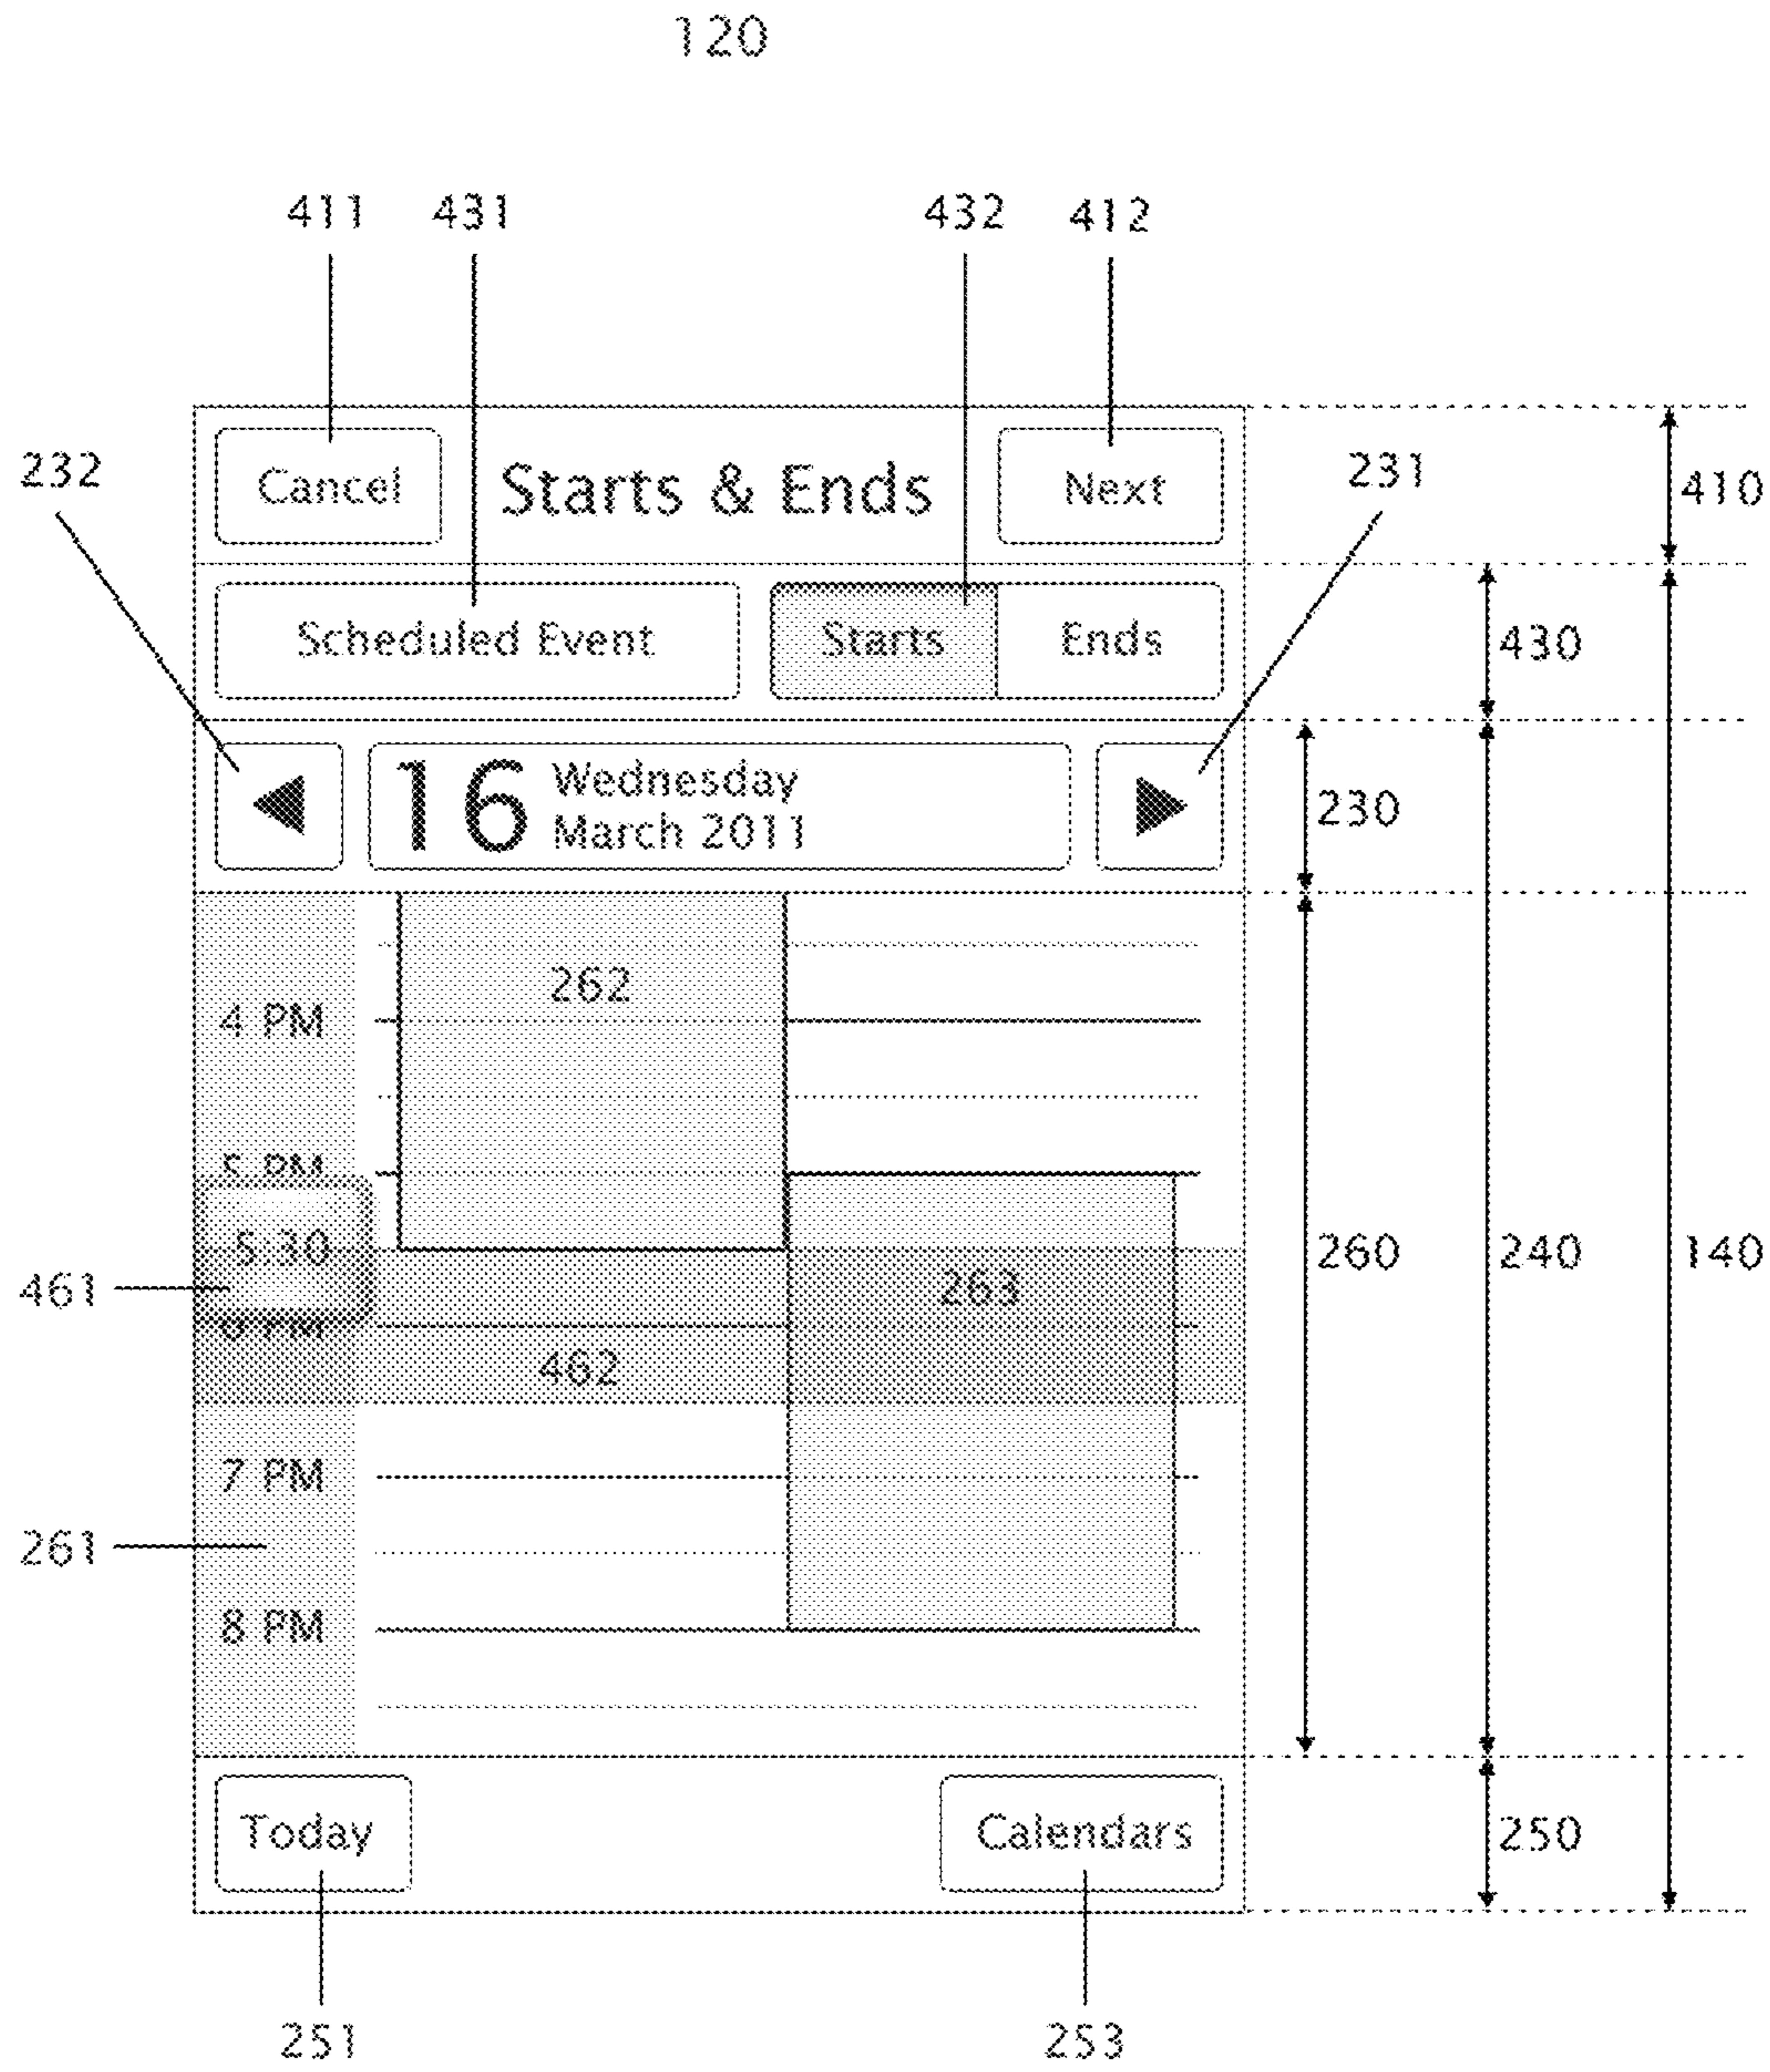 120
411 431 432 412
232 231
Cancel Starts & Ends Next
410
Scheduled Event Starts Ends
430
16 Wednesday
March 2011
230
262
4 PM
5 PM
5.30
260 240 140
461
263
6 PM
462
7 PM
261
8 PM
Today Calendars
250
251 253